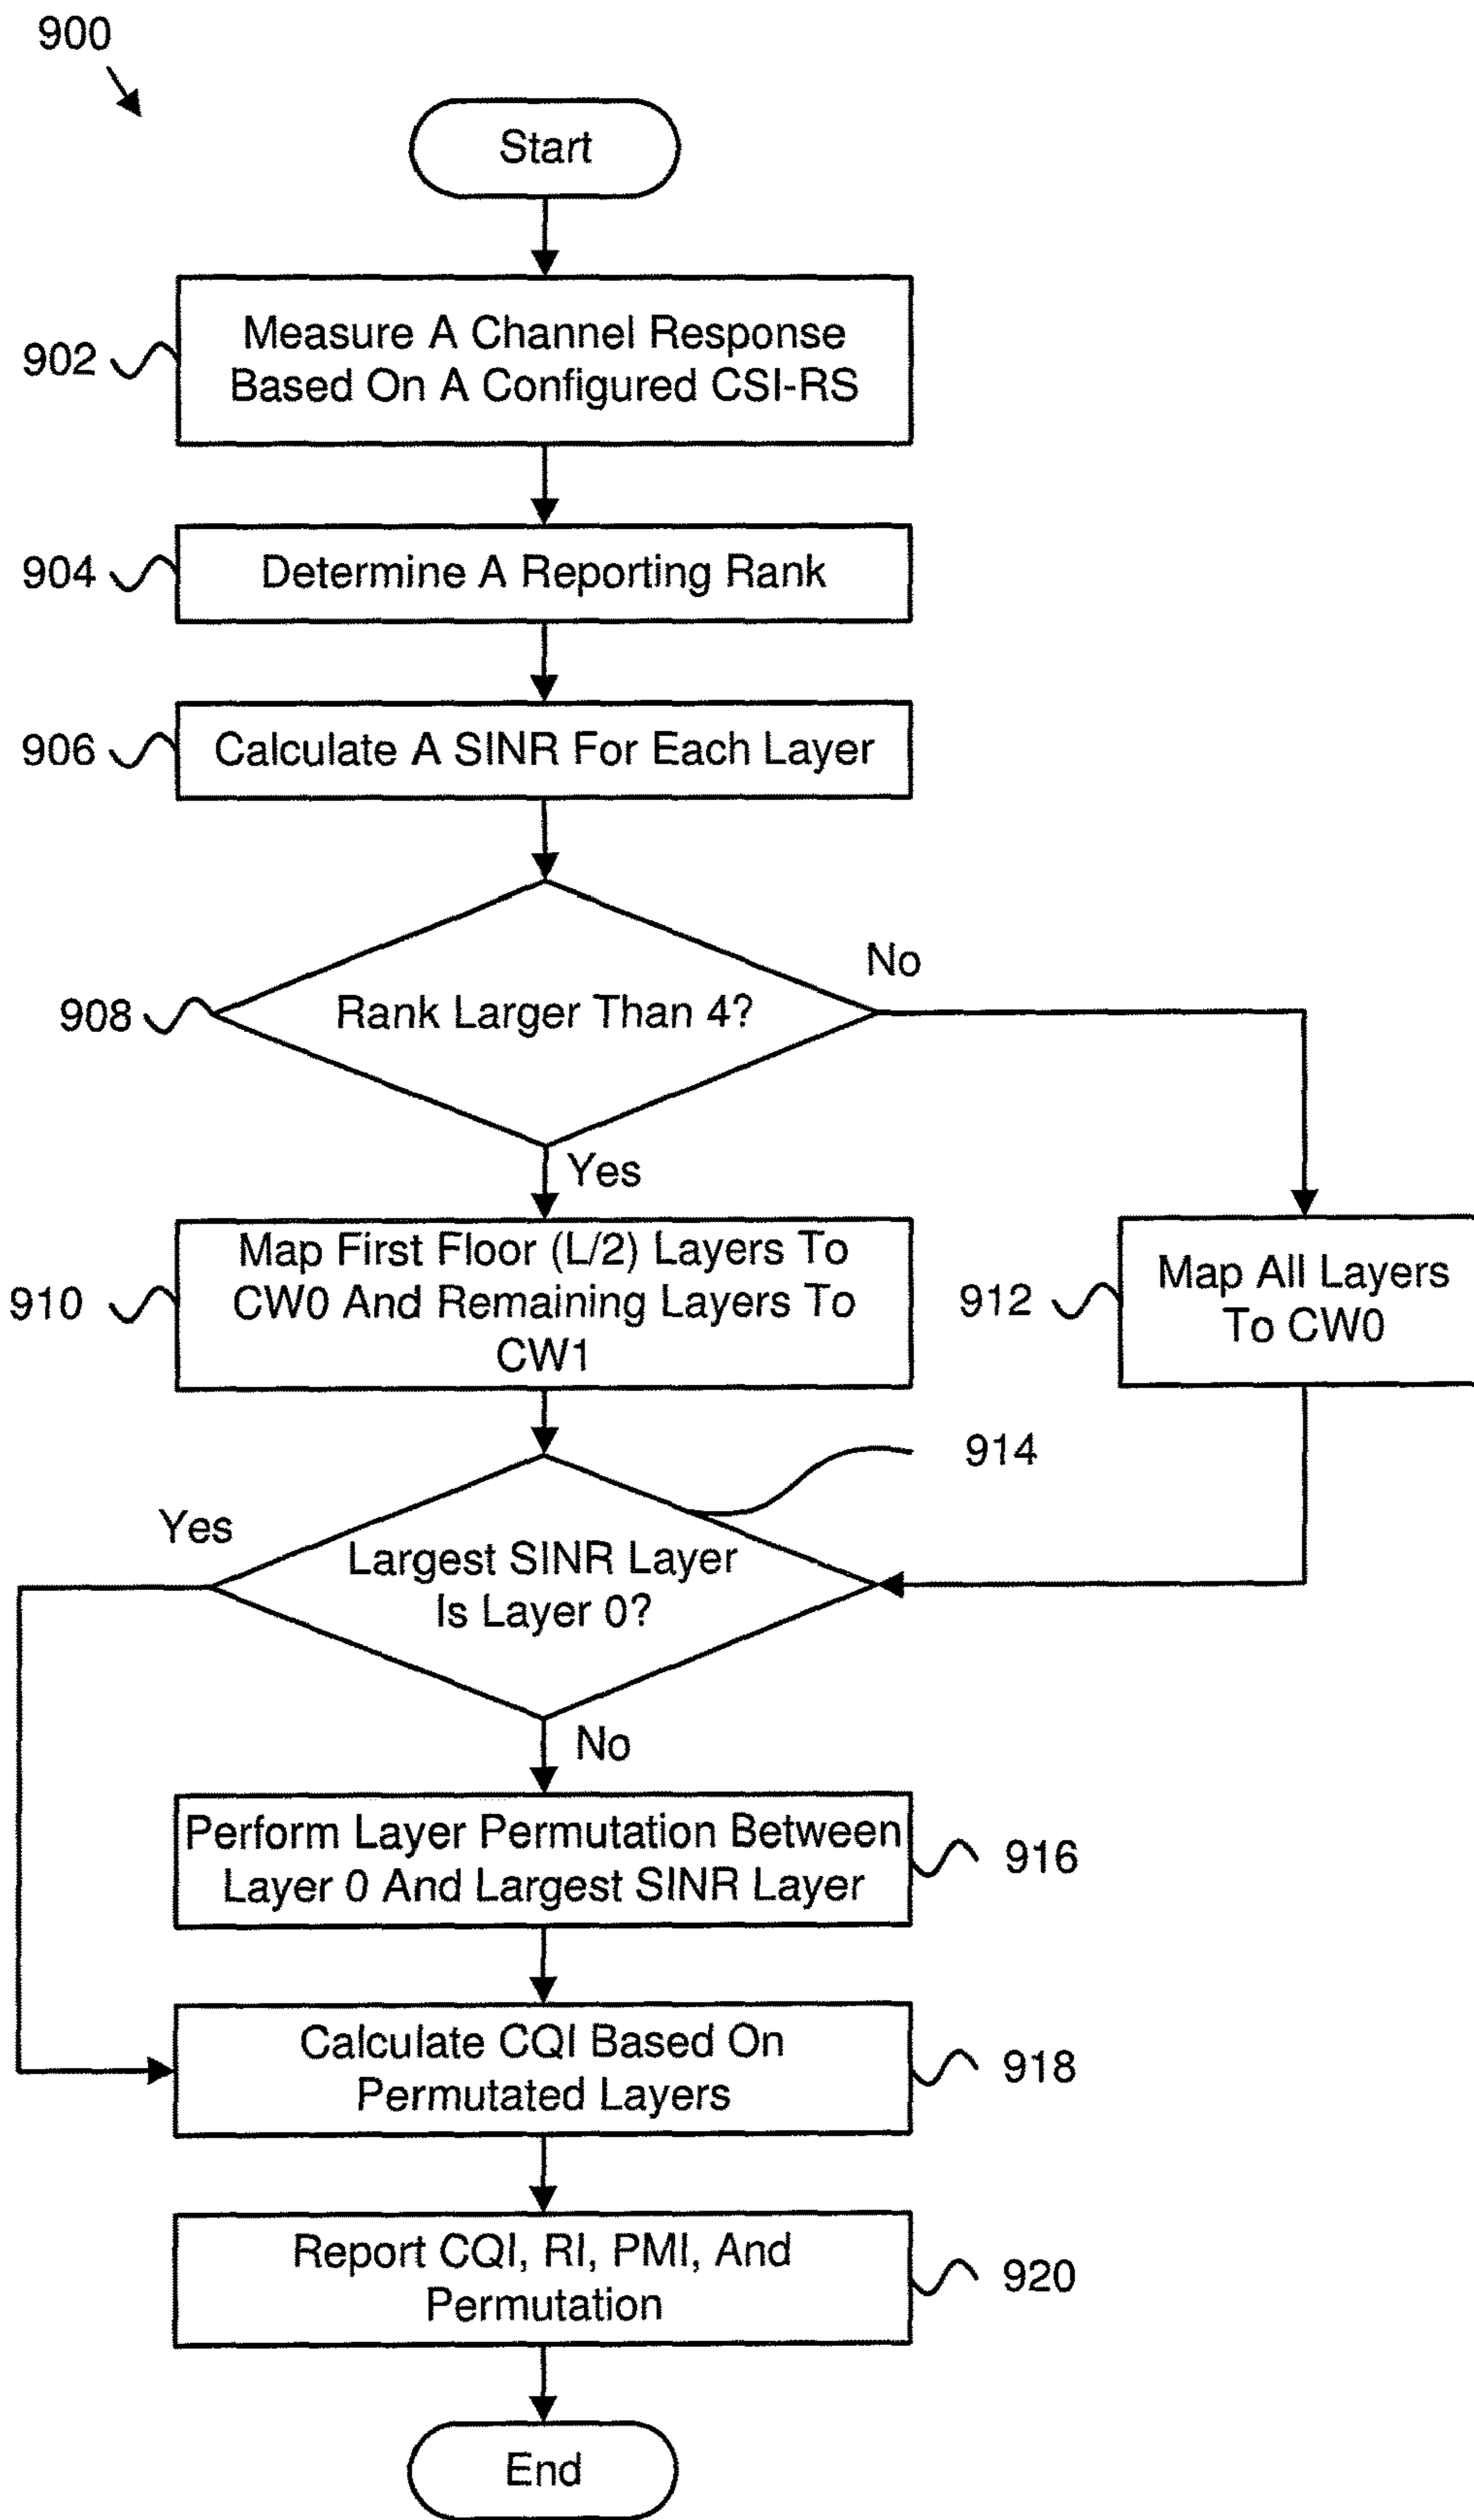 900
Start
902
Measure A Channel Response
Based On A Configured CSI-RS
904
Determine A Reporting Rank
906
Calculate A SINR For Each Layer
908
Rank Larger Than 4?
No
Yes
910
Map First Floor (L/2) Layers To
CW0 And Remaining Layers To
CW1
912
Map All Layers
To CW0
914
Yes
Largest SINR Layer
Is Layer 0?
No
Perform Layer Permutation Between
Layer 0 And Largest SINR Layer
916
Calculate CQI Based On
Permutated Layers
918
Report CQI, RI, PMI, And
Permutation
920
End